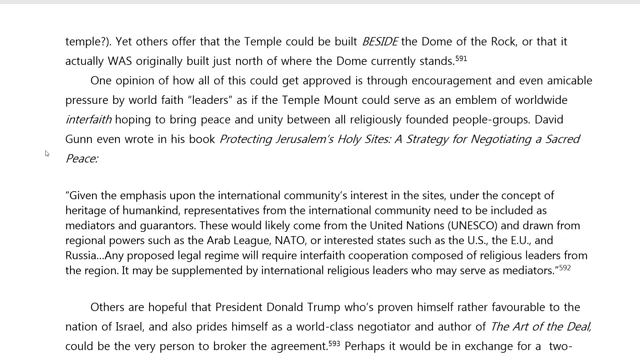 temple?). Yet others offer that the Temple could be built BESIDE the Dome of the Rock, or that it
actually WAS originally built just north of where the Dome currently stands.591
One opinion of how all of this could get approved is through encouragement and even amicable
pressure by world faith "leaders" as if the Temple Mount could serve as an emblem of worldwide
interfaith hoping to bring peace and unity between all religiously founded people-groups. David
Gunn even wrote in his book Protecting Jerusalem's Holy Sites: A Strategy for Negotiating a Sacred
Peace:
"Given the emphasis upon the international community's interest in the sites, under the concept of
heritage of humankind, representatives from the international community need to be included as
mediators and guarantors. These would likely come from the United Nations (UNESCO) and drawn from
regional powers such as the Arab League, NATO, or interested states such as the U.S., the E.U., and
Russia...Any proposed legal regime will require interfaith cooperation composed of religious leaders from
the region. It may be supplemented by international religious leaders who may serve as mediators."592
Others are hopeful that President Donald Trump who's proven himself rather favourable to the
nation of Israel, and also prides himself as a world-class negotiator and author of The Art of the Deal,
could be the very person to broker the agreement.593 Perhaps it would be in exchange for a two-